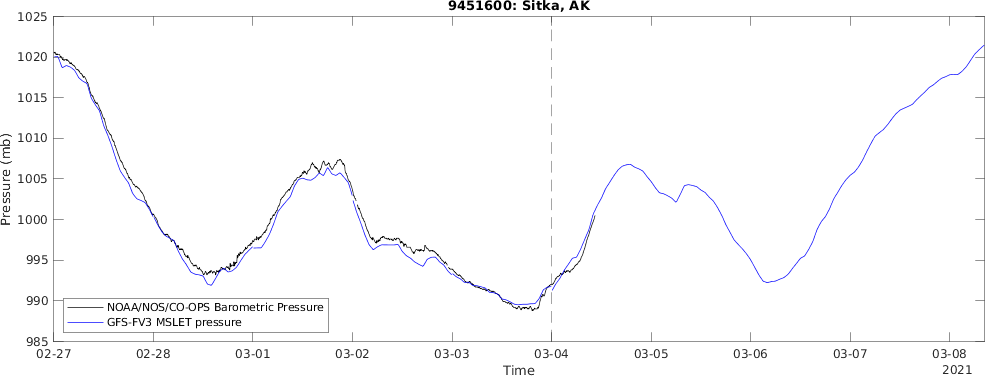 9451600: Sitka, AK
1025
1020
1015
1010
1005
1000
995
990
985
Pressure (mb)
NOAA/NOS/CO-OPS Barometric Pressure
GFS-FV3 MSLET pressure
02-27 02-28 03-01 03-02 03-03 03-04 03-05 03-06 03-07 03-08
Time
2021